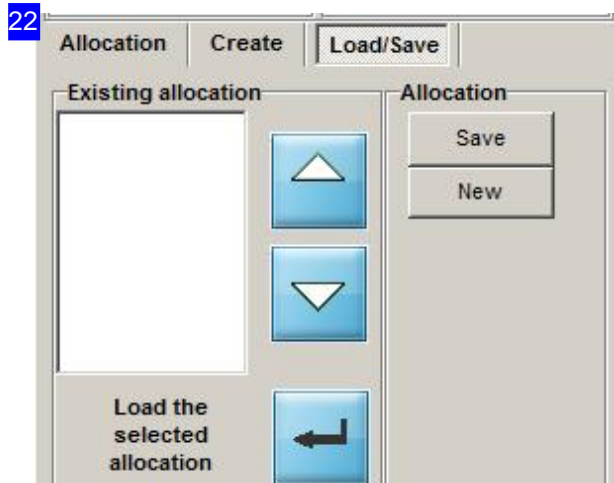 22
Allocation Create Load/Save
Existing allocation Allocation
Save
New
Load the
selected
allocation